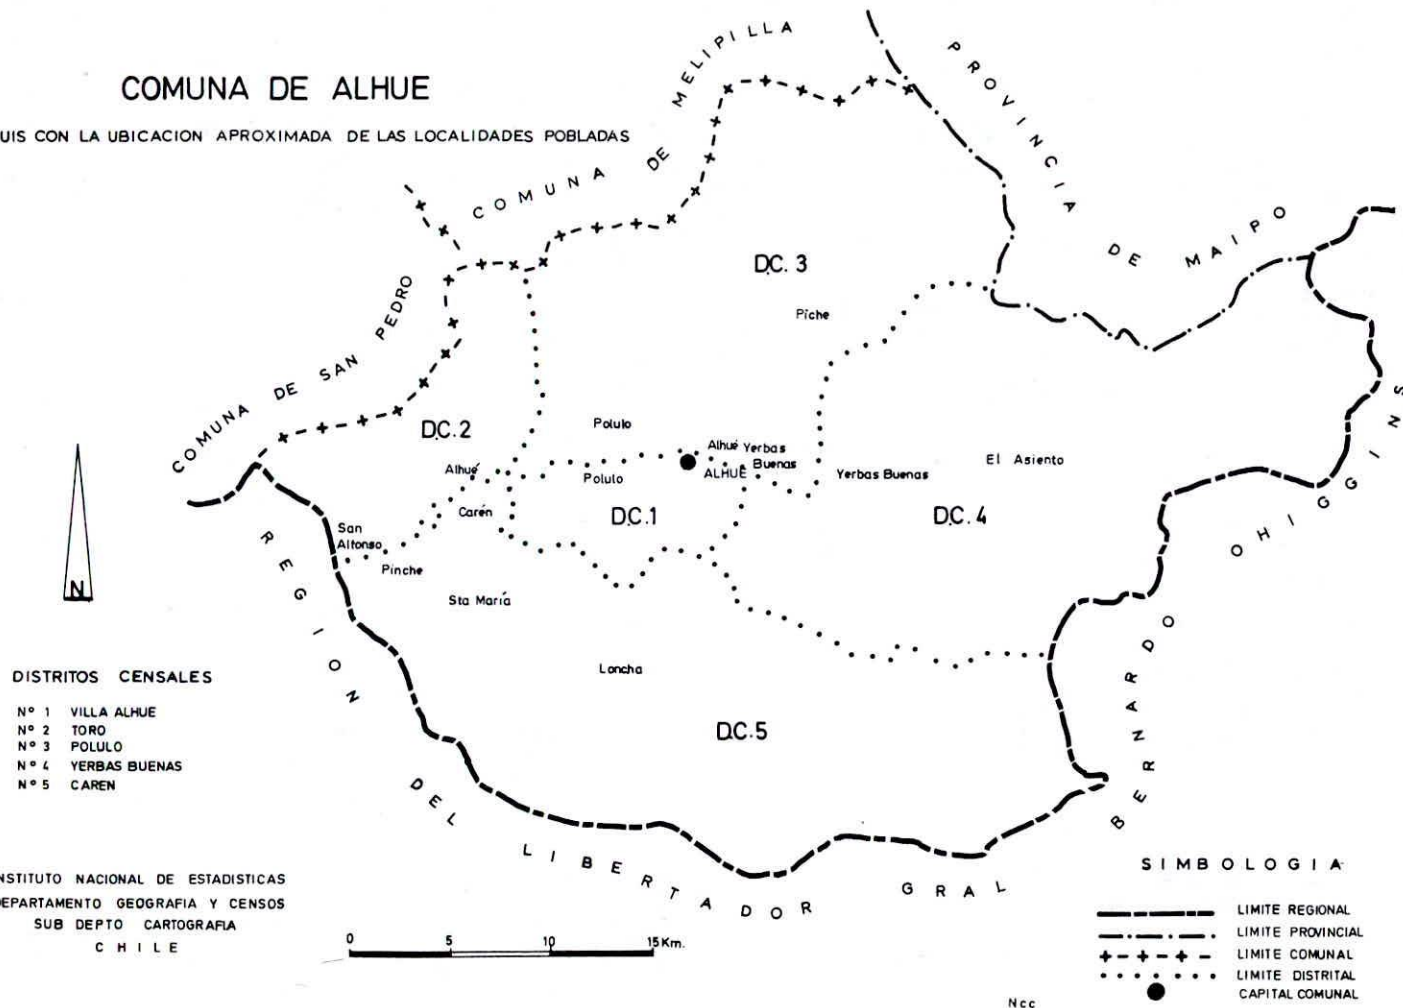 COMUNA DE ALHUE
UIS CON LA UBICACION APROXIMADA DE LAS LOCALIDADES POBLADAS
COMUNA DE MELIPILLA
PROVINCIA DE MAIPO
COMUNA DE SAN PEDRO
D.C. 3
Piche
D.C. 2
Polulo
Alhué
Alhué Yerbas
Buenas
ALHUE
Polulo
Yerbas Buenas
El Asiento
Carén
D.C. 1
D.C. 4
San
Alfonso
Pinche
Sta María
Loncha
D.C. 5
REGION DEL LIBERTADOR GRAL BERNARDO OHIGGINS
N
DISTRITOS CENSALES
Nº 1 VILLA ALHUE
Nº 2 TORO
Nº 3 POLULO
Nº 4 YERBAS BUENAS
Nº 5 CAREN
NSTITUTO NACIONAL DE ESTADISTICAS
DEPARTAMENTO GEOGRAFIA Y CENSOS
SUB DEPTO CARTOGRAFIA
CHILE
0 5 10 15 Km.
SIMBOLOGIA
LIMITE REGIONAL
LIMITE PROVINCIAL
LIMITE COMUNAL
LIMITE DISTRITAL
CAPITAL COMUNAL
Ncc